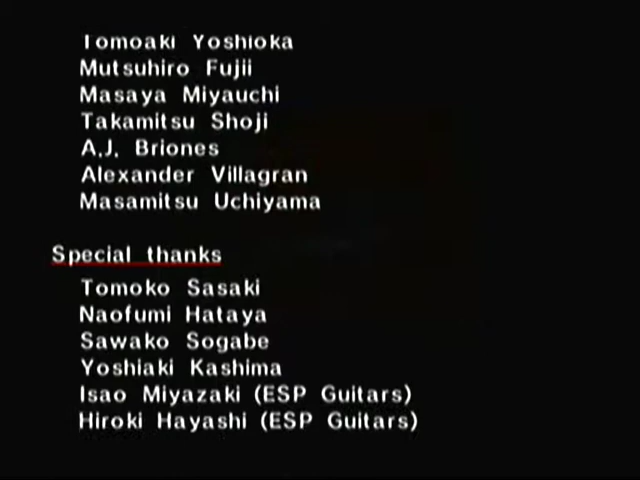 Tomoaki Yoshioka
Mutsuhiro Fujii
Masaya Miyauchi
Takamitsu Shoji
A.J. Briones
Alexander Villagran
Masamitsu Uchiyama
Special thanks
Tomoko Sasaki
Naofumi Hataya
Sawako Sogabe
Yoshiaki Kashima
Isao Miyazaki (ESP Guitars)
Hiroki Hayashi (ESP Guitars)